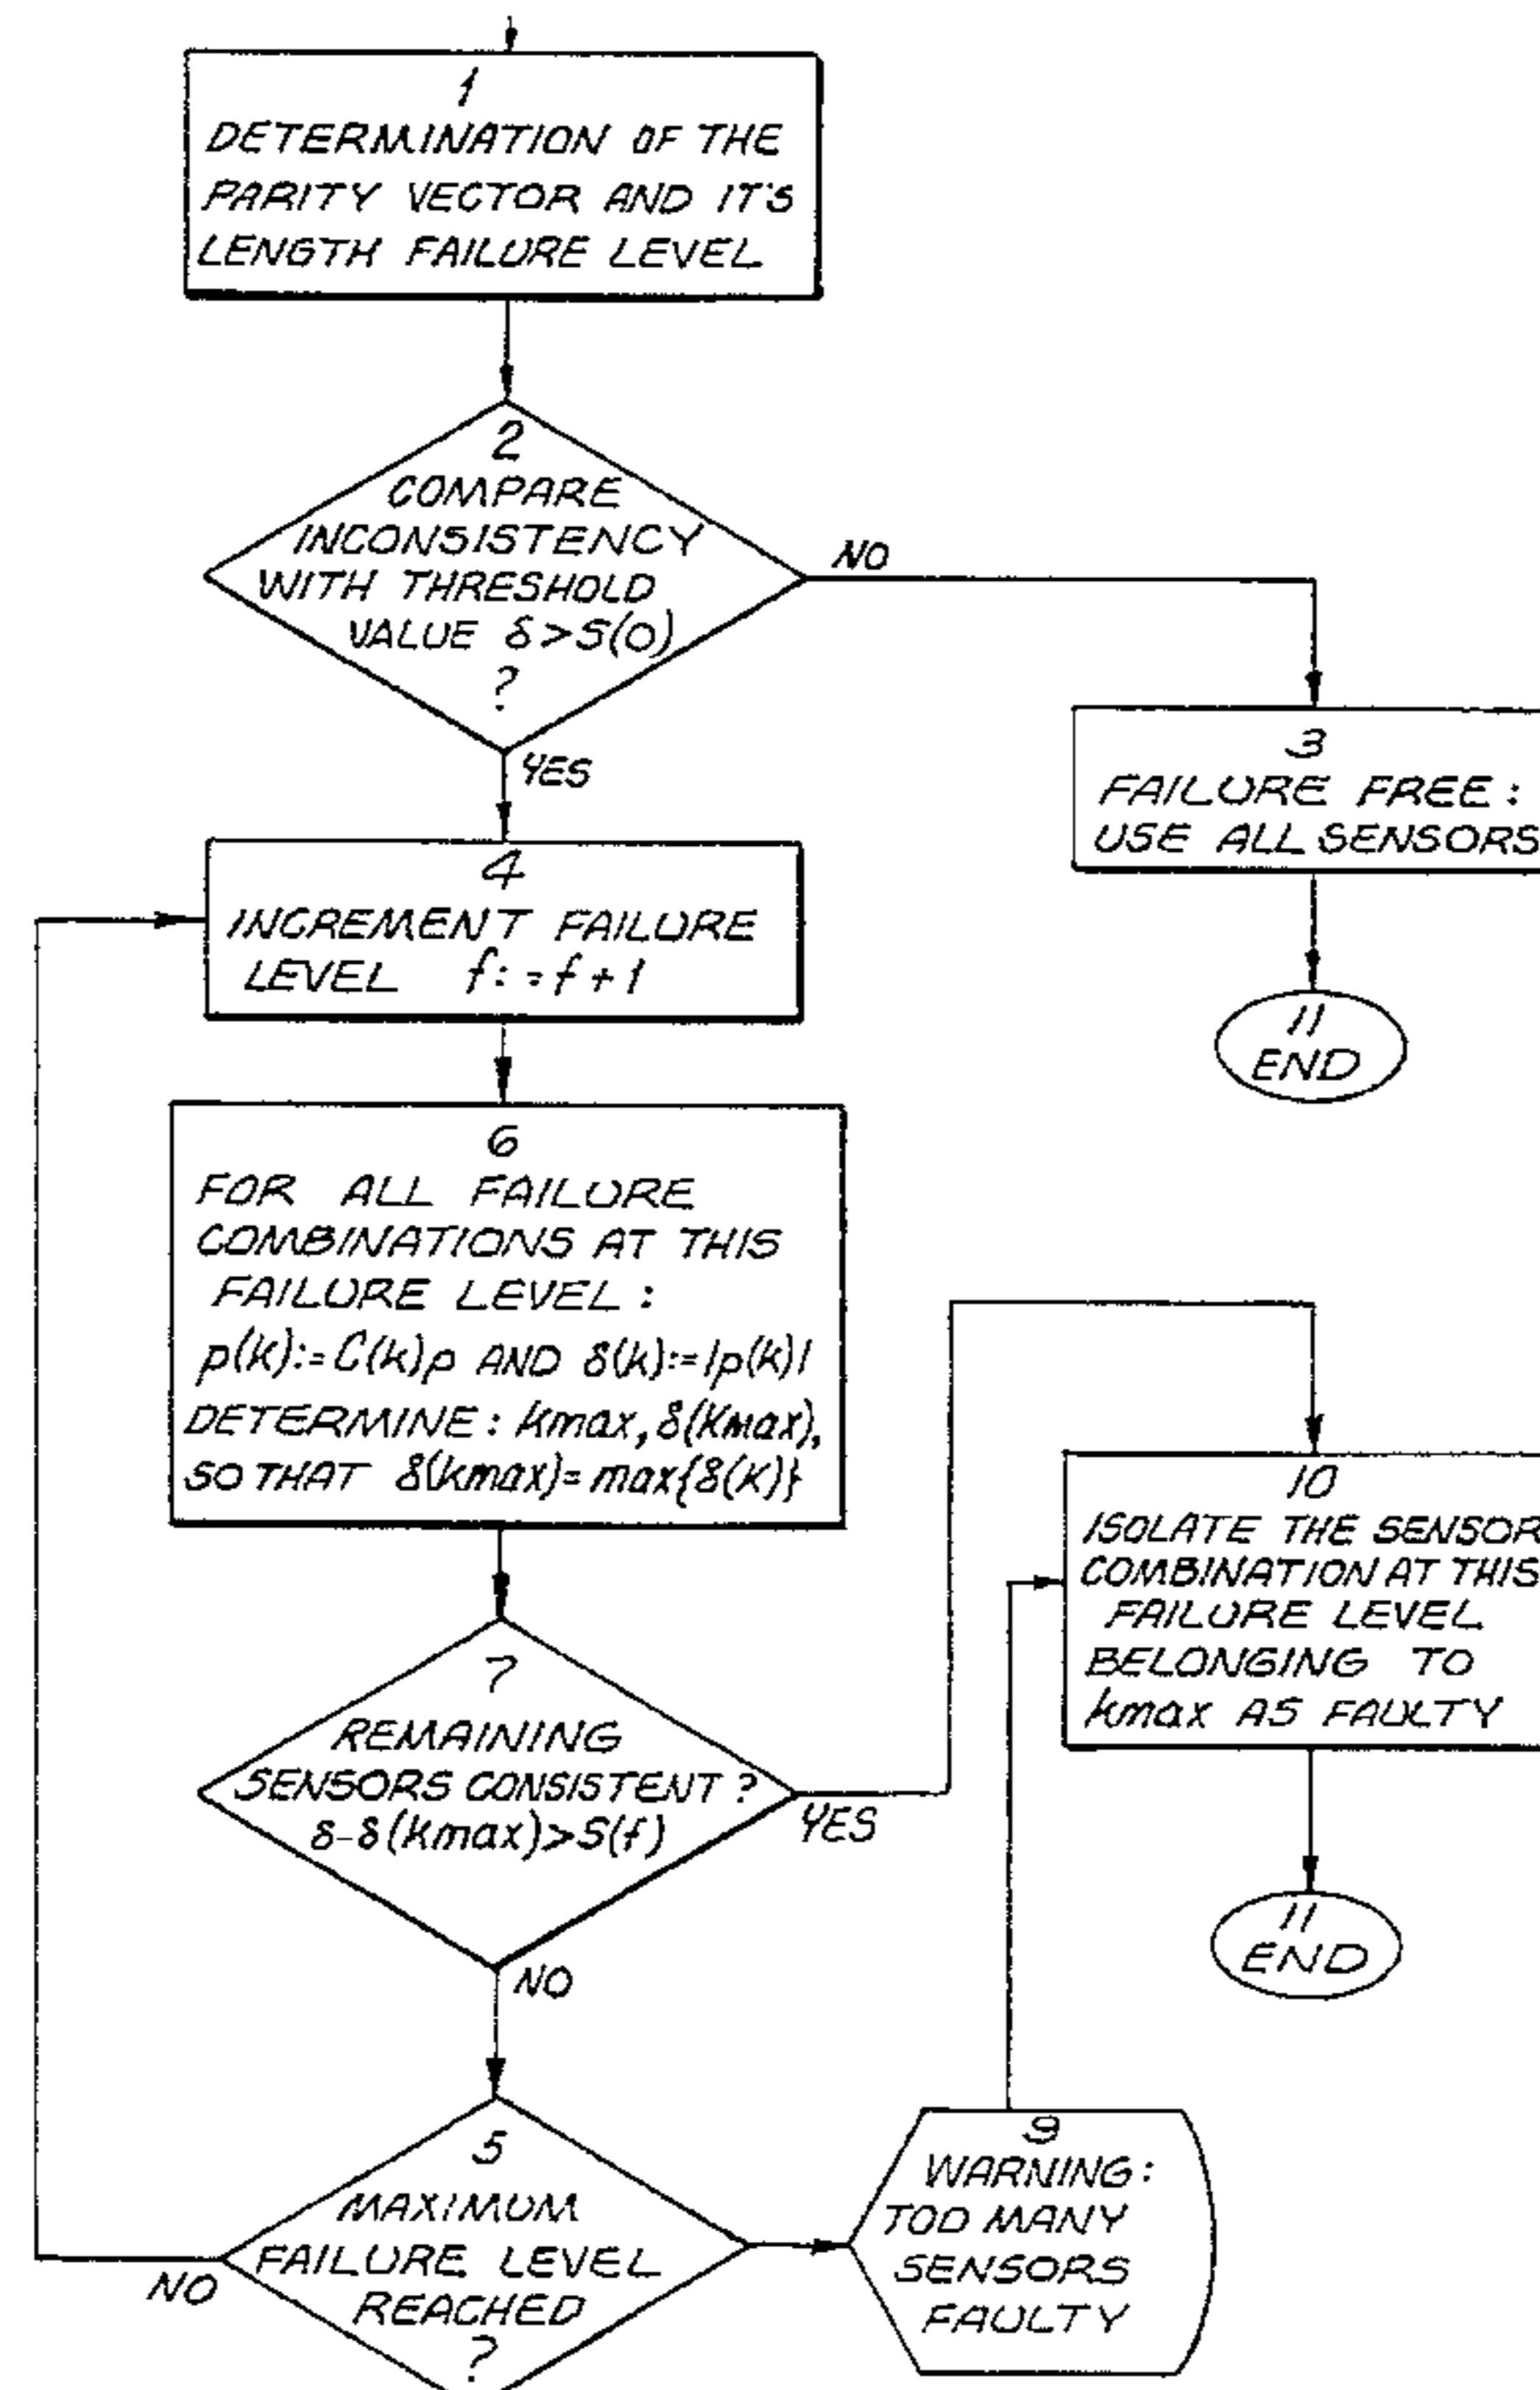 1
DETERMINATION OF THE
PARITY VECTOR AND IT'S
LENGTH FAILURE LEVEL
2
COMPARE
INCONSISTENCY
WITH THRESHOLD
VALUE δ>S(0)
?
NO
YES
3
FAILURE FREE:
USE ALL SENSORS
11
END
4
INCREMENT FAILURE
LEVEL f:=f+1
6
FOR ALL FAILURE
COMBINATIONS AT THIS
FAILURE LEVEL:
p(k):=C(k)p AND δ(k):=|p(k)|
DETERMINE: kmax, δ(kmax),
SO THAT δ(kmax)=max{δ(k)}
7
REMAINING
SENSORS CONSISTENT?
δ-δ(kmax)>S(f)
YES
NO
10
ISOLATE THE SENSOR
COMBINATION AT THIS
FAILURE LEVEL
BELONGING TO
kmax AS FAULTY
11
END
5
MAXIMUM
FAILURE LEVEL
REACHED
?
NO
9
WARNING:
TOO MANY
SENSORS
FAULTY